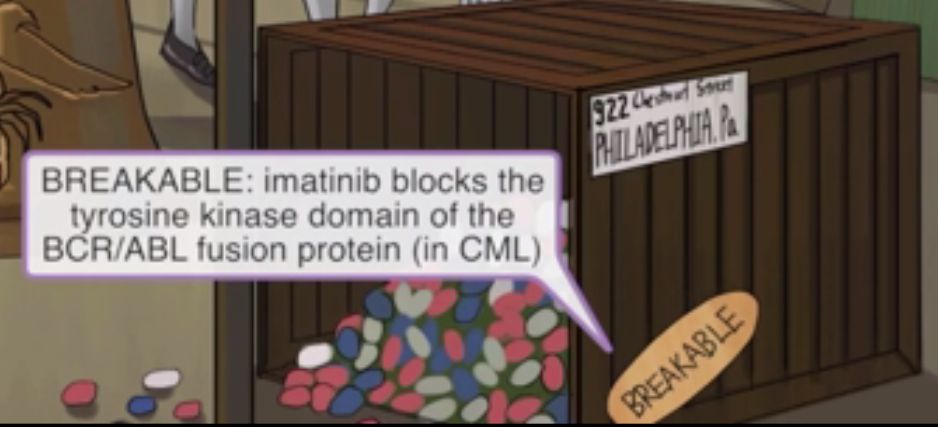 922 Chestnut Street
PHILADELPHIA, Pa
BREAKABLE: imatinib blocks the
tyrosine kinase domain of the
BCR/ABL fusion protein (in CML)
BREAKABLE